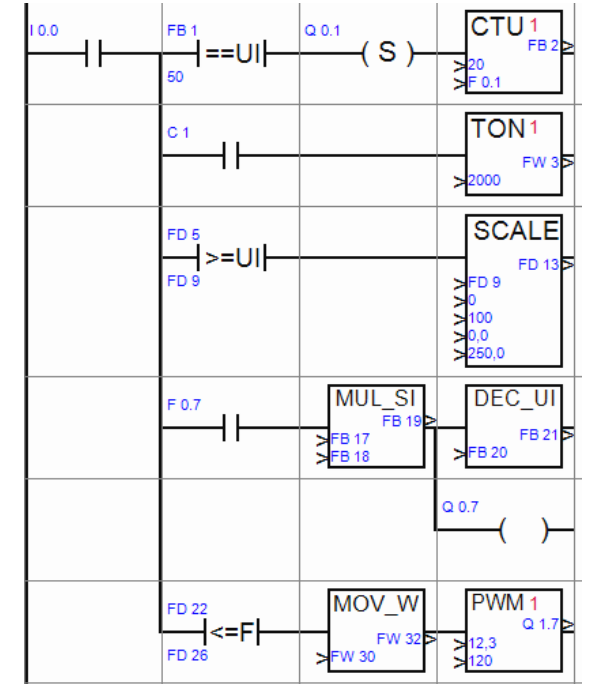 I 0.0
FB 1
==UI
50
Q 0.1
( S )
CTU 1
FB 2
20
F 0.1
C 1
TON 1
FW 3
2000
FD 5
>=UI
FD 9
SCALE
FD 13
FD 9
0
100
0,0
250,0
F 0.7
MUL_SI
FB 19
FB 17
FB 18
DEC_UI
FB 21
FB 20
Q 0.7
( )
FD 22
<=F
FD 26
MOV_W
FW 32
FW 30
PWM 1
Q 1.7
12,3
120